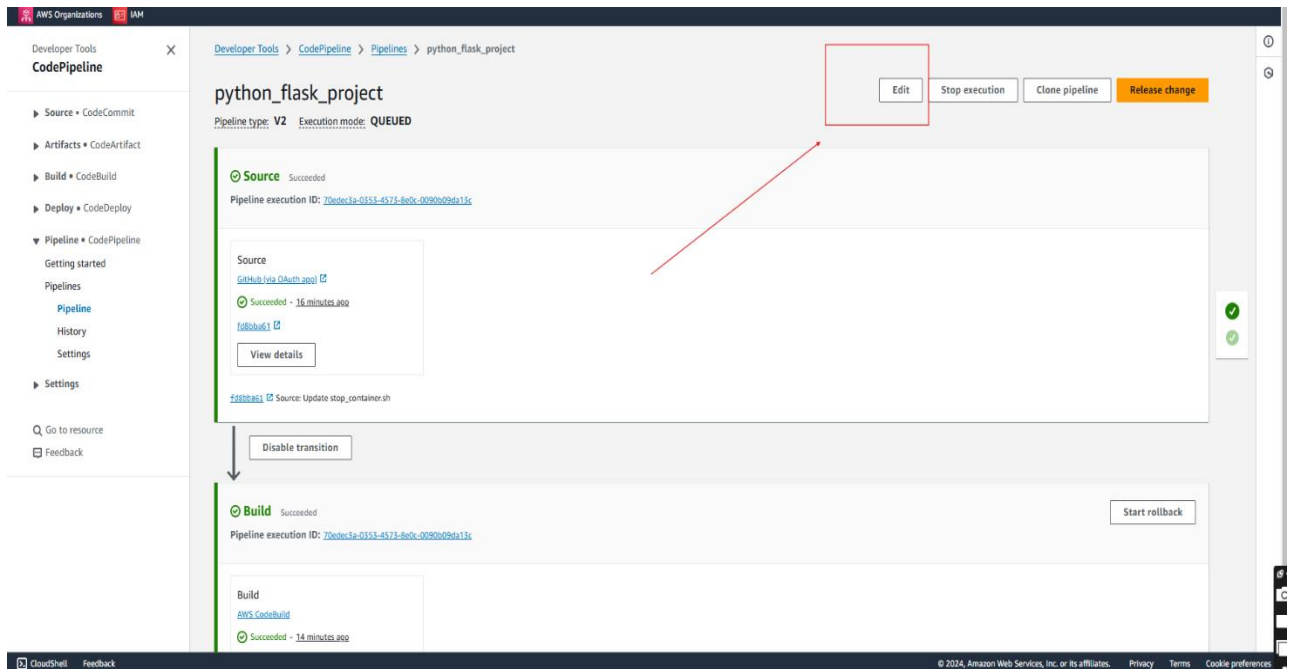 AWS Organizations IAM
Developer Tools
CodePipeline
Source • CodeCommit
Artifacts • CodeArtifact
Build • CodeBuild
Deploy • CodeDeploy
Pipeline • CodePipeline
Getting started
Pipelines
Pipeline
History
Settings
Settings
Go to resource
Feedback
Developer Tools > CodePipeline > Pipelines > python_flask_project
python_flask_project
Edit Stop execution Clone pipeline Release change
Pipeline type: V2 Execution mode: QUEUED
Source Succeeded
Pipeline execution ID: 70edec3a-0353-4573-8e0c-0090b09da13c
Source
GitHub (via OAuth app)
Succeeded - 16 minutes ago
fd8bba61
View details
fd8bba61 Source: Update stop_container.sh
Disable transition
Build Succeeded
Start rollback
Pipeline execution ID: 70edec3a-0353-4573-8e0c-0090b09da13c
Build
AWS CodeBuild
Succeeded - 14 minutes ago
CloudShell Feedback © 2024, Amazon Web Services, Inc. or its affiliates. Privacy Terms Cookie preferences